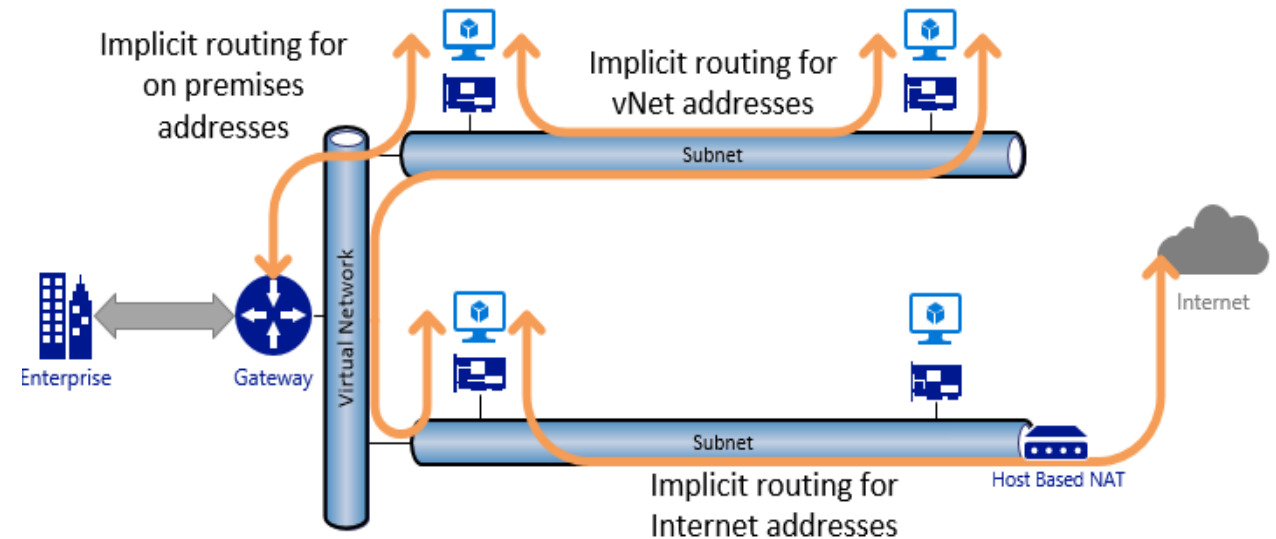 Implicit routing for
on premises
addresses
Implicit routing for
vNet addresses
Subnet
Virtual Network
Internet
Enterprise
Gateway
Subnet
Host Based NAT
Implicit routing for
Internet addresses